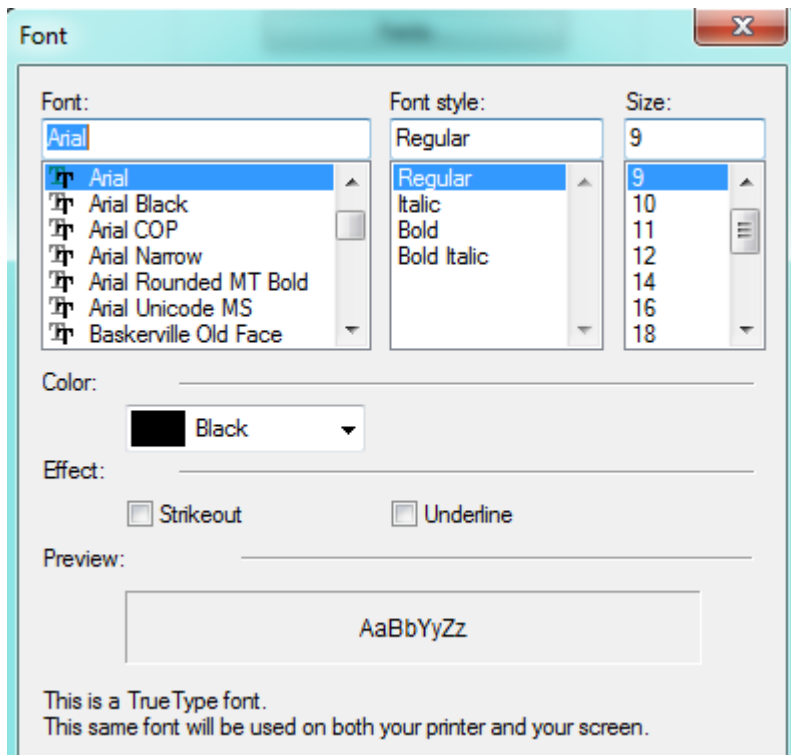 Font
Font: Font style: Size:
Arial Regular 9
Arial Regular 9
Arial Black Italic 10
Arial COP Bold 11
Arial Narrow Bold Italic 12
Arial Rounded MT Bold 14
Arial Unicode MS 16
Baskerville Old Face 18
Color:
Black
Effect:
Strikeout Underline
Preview:
AaBbYyZz
This is a TrueType font.
This same font will be used on both your printer and your screen.